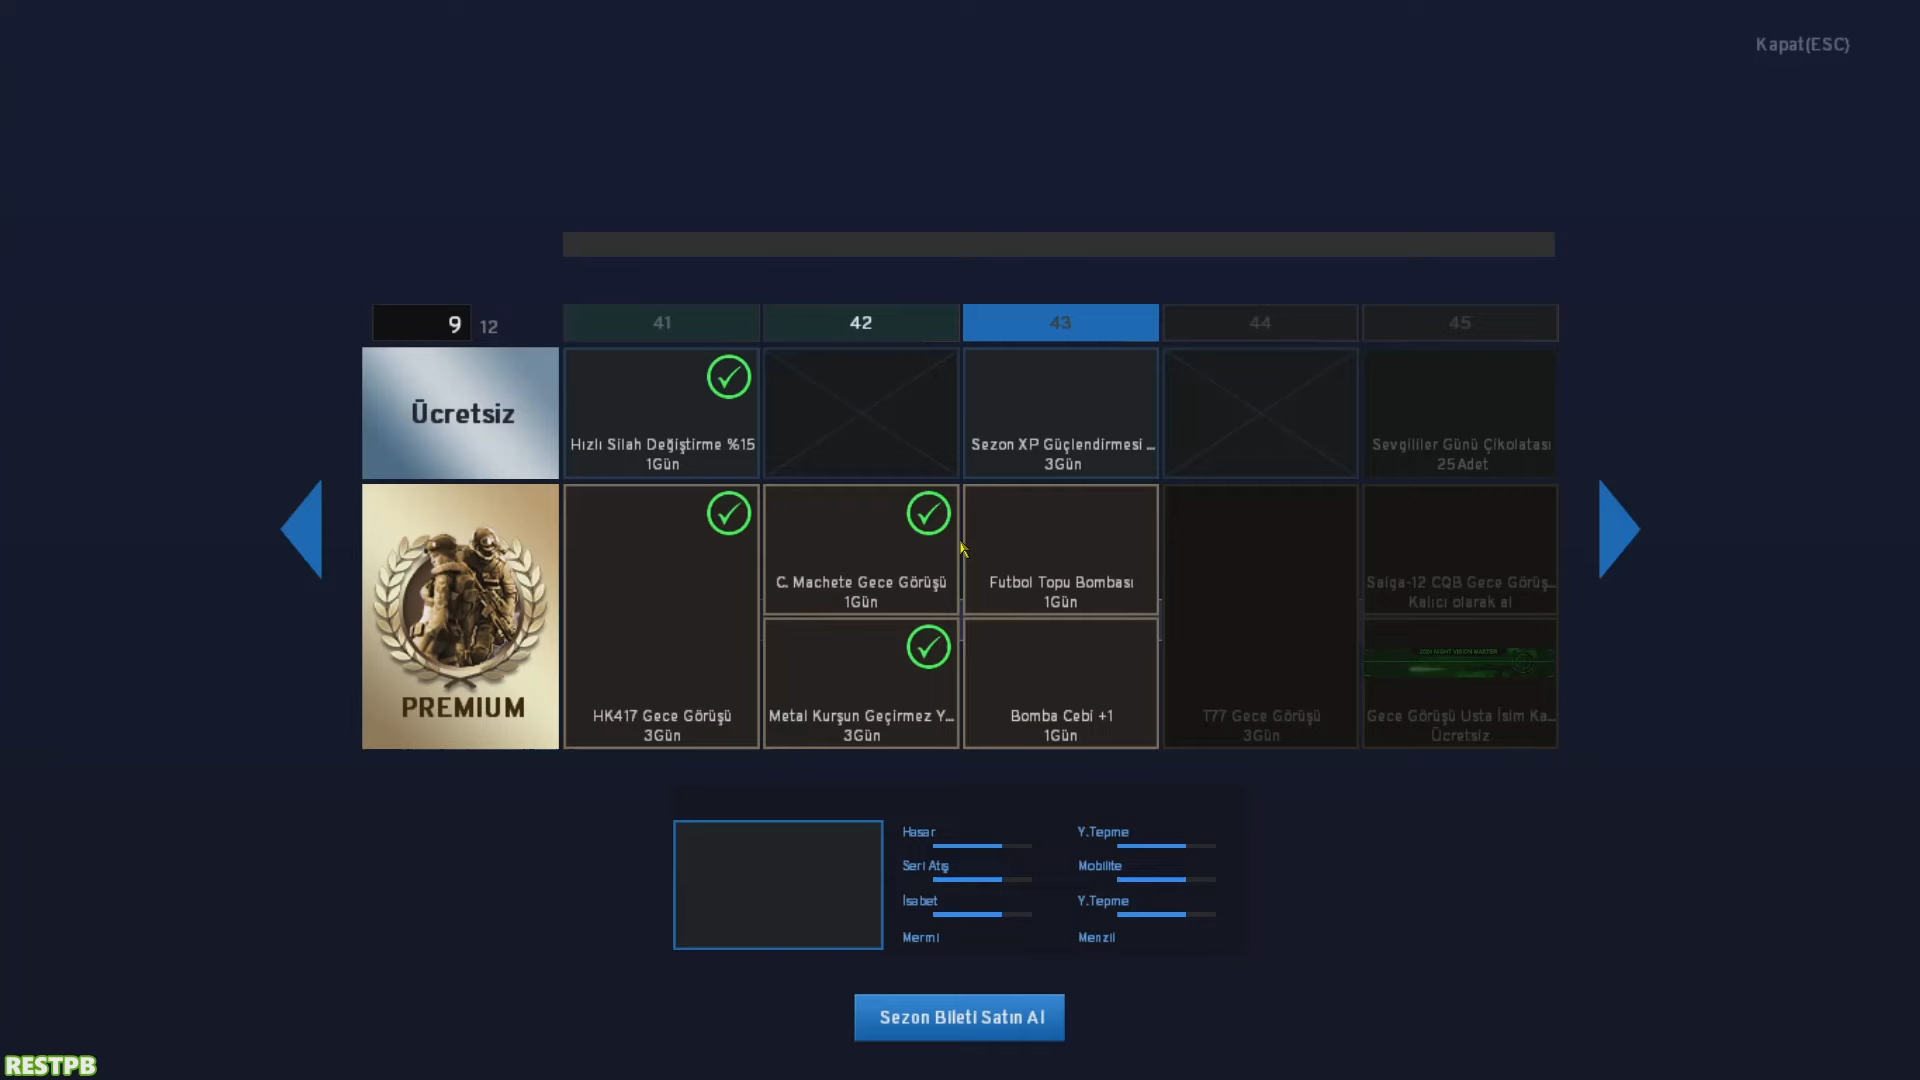 Kapat(ESC)
9 12 41 42 43 44 45
Ücretsiz
Hızlı Silah Değiştirme %15
1Gün
Sezon XP Güçlendirmesi ...
3Gün
Sevgililer Günü Çikolatası
25Adet
PREMIUM
HK417 Gece Görüşü
3Gün
C. Machete Gece Görüşü
1Gün
Metal Kurşun Geçirmez Y...
3Gün
Futbol Topu Bombası
1Gün
Bomba Cebi +1
1Gün
T77 Gece Görüşü
3Gün
Saiga-12 CQB Gece Görüş...
Kalıcı olarak al
2024 NIGHT VISION MASTER
Gece Görüşü Usta İsim Ka...
Ücretsiz
Hasar
Y.Tepme
Seri Atış
Mobilite
İsabet
Y.Tepme
Mermi
Menzil
Sezon Bileti Satın Al
RESTPB